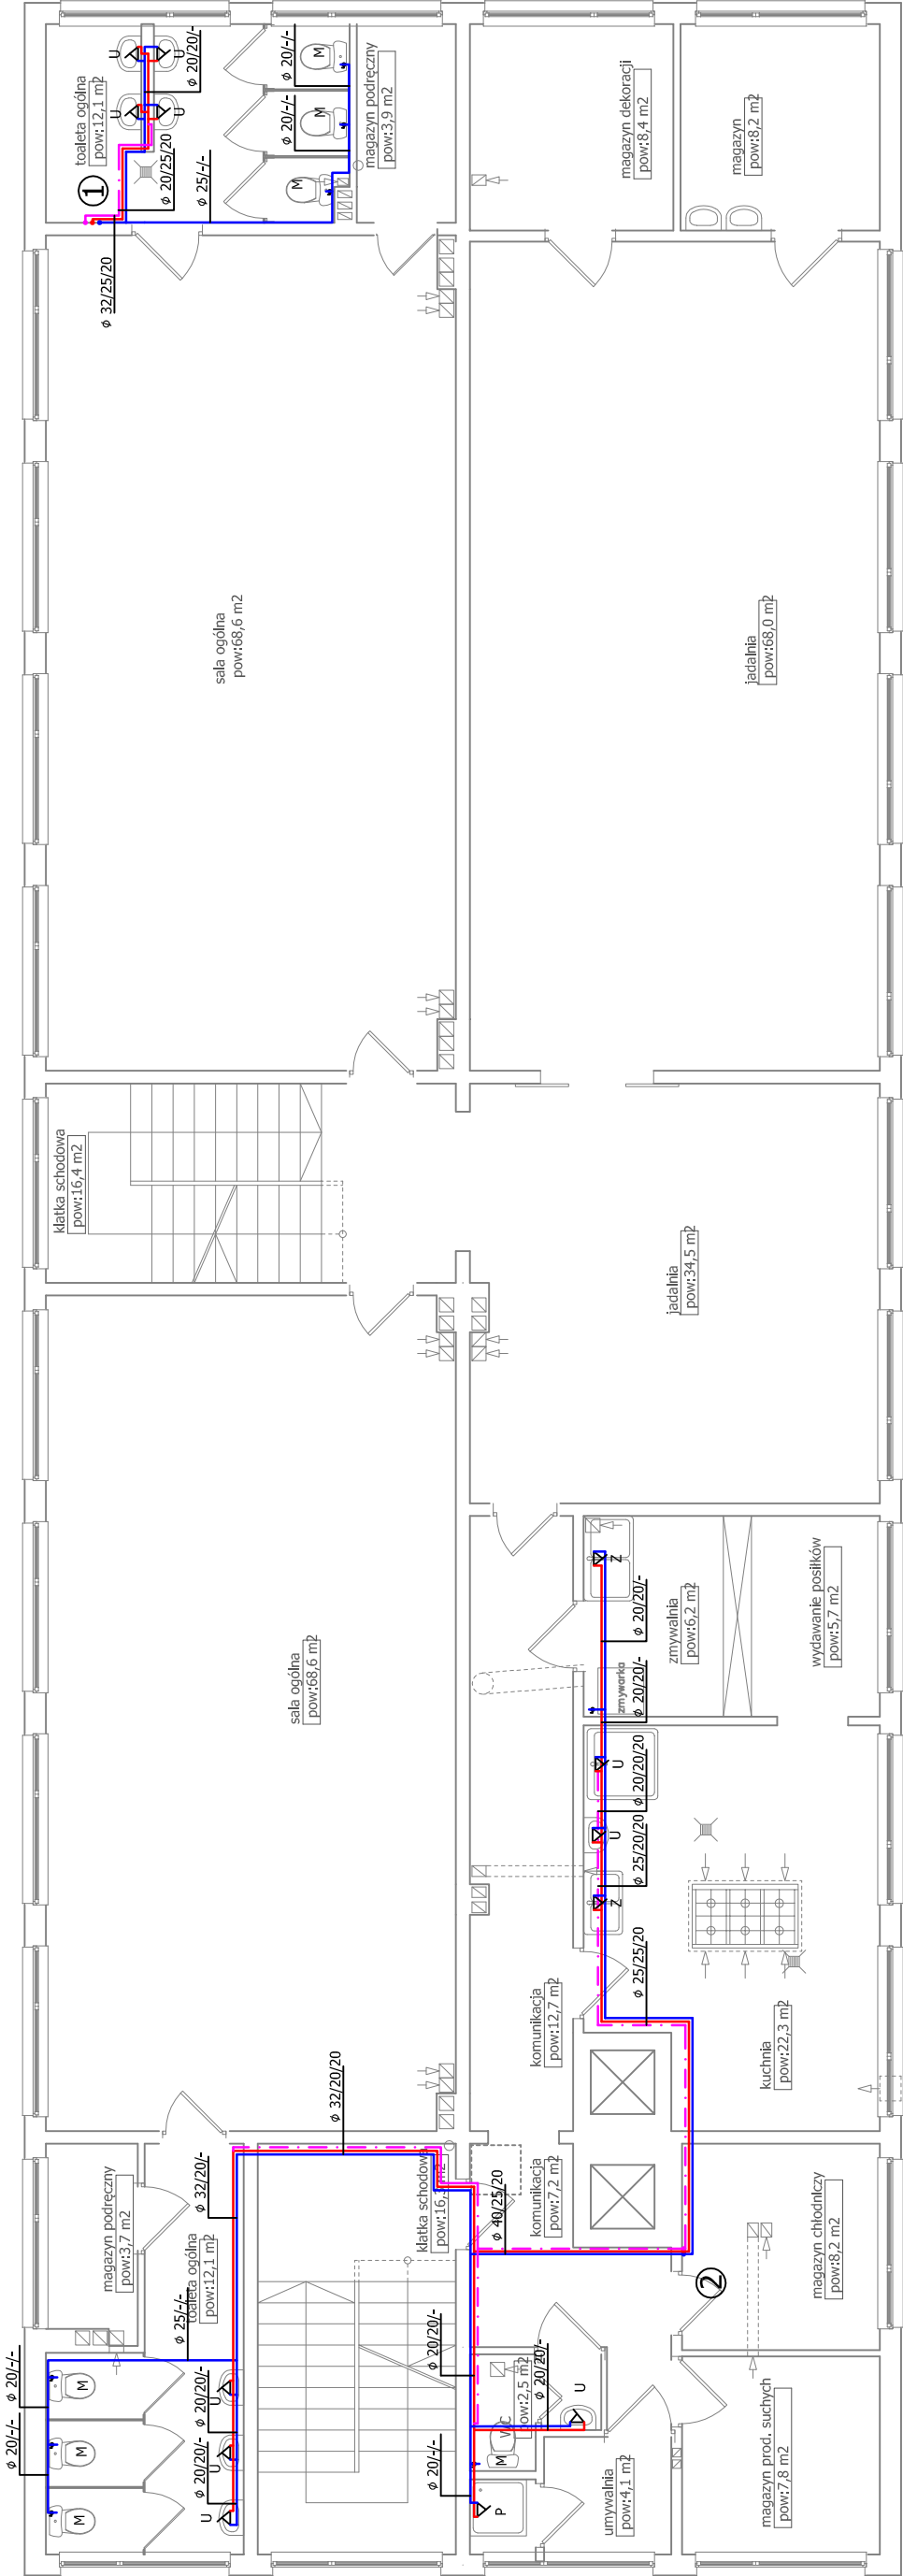 toaleta ogólna
pow:12,1 m2
U
U
U
U
ϕ 20/20/-
M
ϕ 20/-/-
M
ϕ 20/-/-
M
magazyn podręczny
pow:3,9 m2
1
ϕ 20/25/20
ϕ 25/-/-
ϕ 32/25/20
magazyn dekoracji
pow:8,4 m2
magazyn
pow:8,2 m2
sala ogólna
pow:68,6 m2
jadalnia
pow:68,0 m2
klatka schodowa
pow:16,4 m2
jadalnia
pow:34,5 m2
sala ogólna
pow:68,6 m2
Z
ϕ 20/20/-
zmywalnia
pow:6,2 m2
wydawanie posiłków
pow:5,7 m2
zmywarka
ϕ 20/20/-
U
ϕ 20/20/20
U
ϕ 25/20/20
Z
ϕ 25/25/20
komunikacja
pow:12,7 m2
kuchnia
pow:22,3 m2
ϕ 32/20/20
magazyn podręczny
pow:3,7 m2
ϕ 32/20/-
toaleta ogólna
pow:12,1 m2
ϕ 25/-/-
klatka schodowa
ϕ 40/25/20
komunikacja
pow:7,2 m2
magazyn chłodniczy
pow:8,2 m2
2
ϕ 20/-/-
ϕ 20/-/-
M
M
M
U
U
U
ϕ 20/20/-
ϕ 20/20/-
ϕ 20/20/-
ϕ 20/-/-
WC
pow:2,5 m2
ϕ 20/20/-
U
M
P
umywalnia
pow:4,1 m2
magazyn prod. suchych
pow:7,8 m2